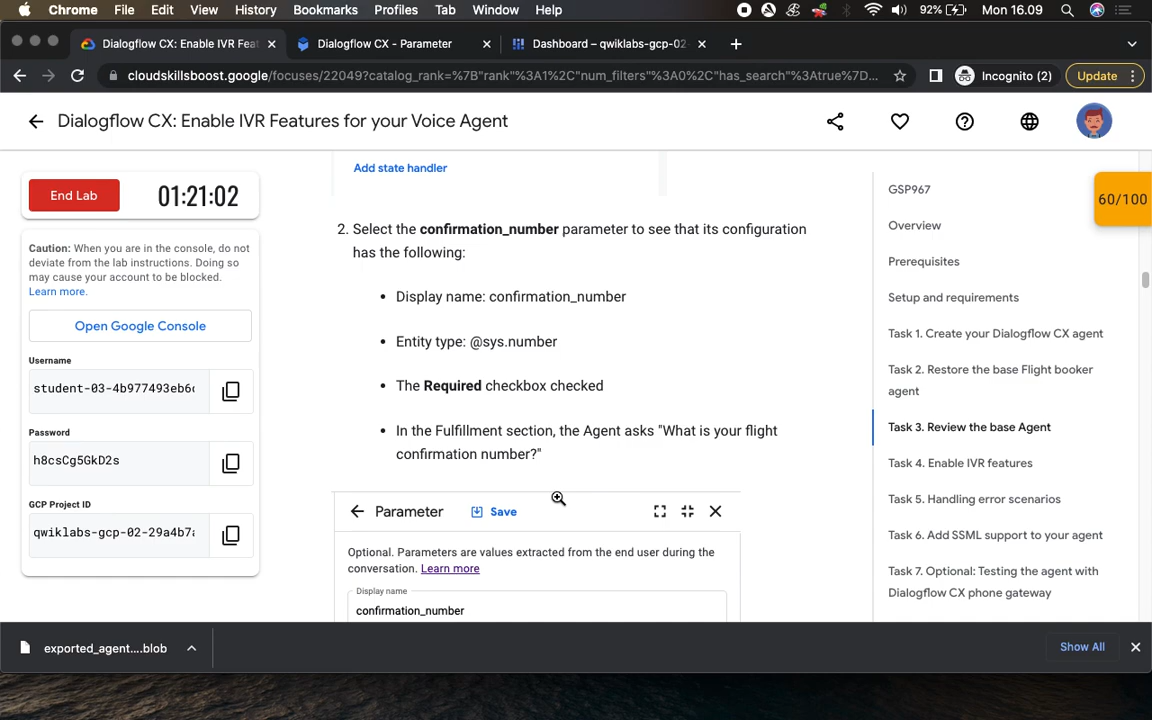 Chrome File Edit View History Bookmarks Profiles Tab Window Help 92% Mon 16.09
Dialogflow CX: Enable IVR Feat Dialogflow CX - Parameter Dashboard – qwiklabs-gcp-02
cloudskillsboost.google/focuses/22049?catalog_rank=%7B"rank"%3A1%2C"num_filters"%3A0%2C"has_search"%3Atrue%7D... Incognito (2) Update
Dialogflow CX: Enable IVR Features for your Voice Agent
End Lab 01:21:02
Caution: When you are in the console, do not
deviate from the lab instructions. Doing so
may cause your account to be blocked.
Learn more.
Open Google Console
Username
student-03-4b977493eb6
Password
h8csCg5GkD2s
GCP Project ID
qwiklabs-gcp-02-29a4b7
Add state handler
2. Select the confirmation_number parameter to see that its configuration
has the following:
• Display name: confirmation_number
• Entity type: @sys.number
• The Required checkbox checked
• In the Fulfillment section, the Agent asks "What is your flight
confirmation number?"
Parameter Save
Optional. Parameters are values extracted from the end user during the
conversation. Learn more
Display name
confirmation_number
GSP967
60/100
Overview
Prerequisites
Setup and requirements
Task 1. Create your Dialogflow CX agent
Task 2. Restore the base Flight booker
agent
Task 3. Review the base Agent
Task 4. Enable IVR features
Task 5. Handling error scenarios
Task 6. Add SSML support to your agent
Task 7. Optional: Testing the agent with
Dialogflow CX phone gateway
exported_agent....blob Show All